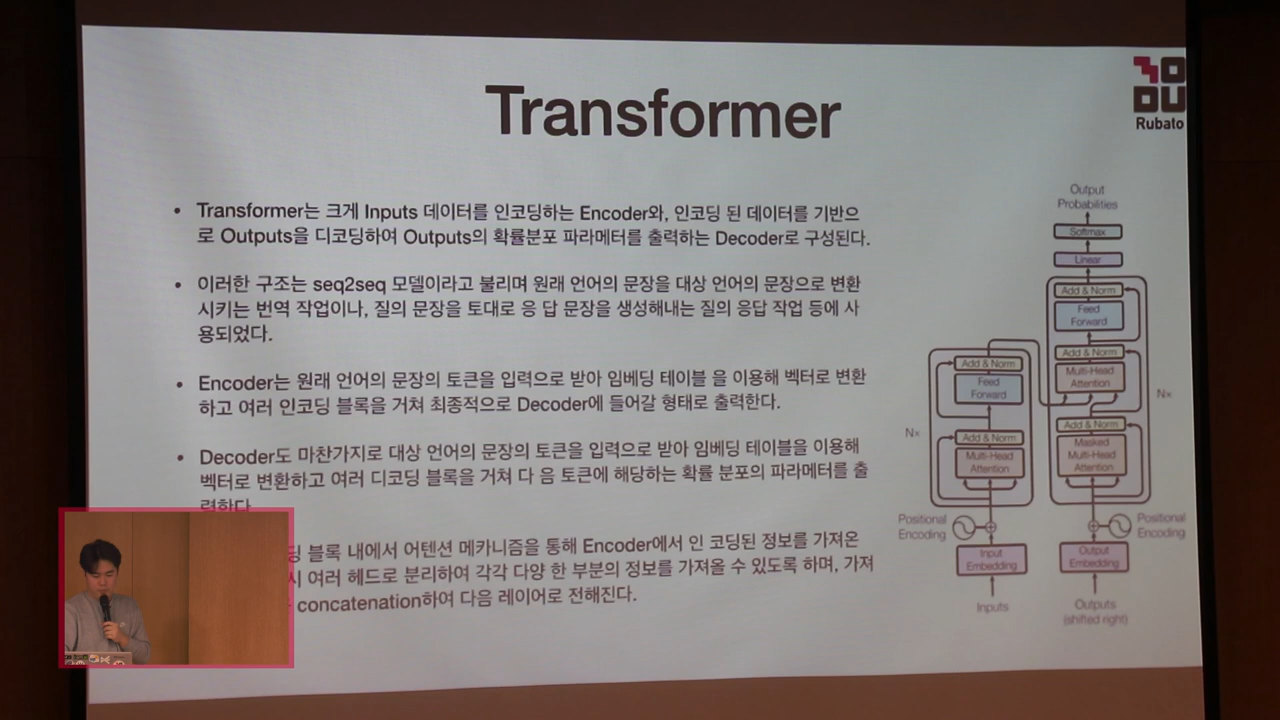 Transformer
MODU
Rubato
• Transformer는 크게 Inputs 데이터를 인코딩하는 Encoder와, 인코딩 된 데이터를 기반으
로 Outputs을 디코딩하여 Outputs의 확률분포 파라메터를 출력하는 Decoder로 구성된다.
• 이러한 구조는 seq2seq 모델이라고 불리며 원래 언어의 문장을 대상 언어의 문장으로 변환
시키는 번역 작업이나, 질의 문장을 토대로 응 답 문장을 생성해내는 질의 응답 작업 등에 사
용되었다.
• Encoder는 원래 언어의 문장의 토큰을 입력으로 받아 임베딩 테이블 을 이용해 벡터로 변환
하고 여러 인코딩 블록을 거쳐 최종적으로 Decoder에 들어갈 형태로 출력한다.
• Decoder도 마찬가지로 대상 언어의 문장의 토큰을 입력으로 받아 임베딩 테이블을 이용해
벡터로 변환하고 여러 디코딩 블록을 거쳐 다 음 토큰에 해당하는 확률 분포의 파라메터를 출
력한다
딩 블록 내에서 어텐션 메카니즘을 통해 Encoder에서 인 코딩된 정보를 가져온
시 여러 헤드로 분리하여 각각 다양 한 부분의 정보를 가져올 수 있도록 하며, 가져
concatenation하여 다음 레이어로 전해진다.
Output
Probabilities
Softmax
Linear
Add & Norm
Feed
Forward
Add & Norm
Multi-Head
Attention
Nx
Add & Norm
Masked
Multi-Head
Attention
Add & Norm
Feed
Forward
Nx
Add & Norm
Multi-Head
Attention
Positional
Encoding
Positional
Encoding
Input
Embedding
Output
Embedding
Inputs
Outputs
(shifted right)